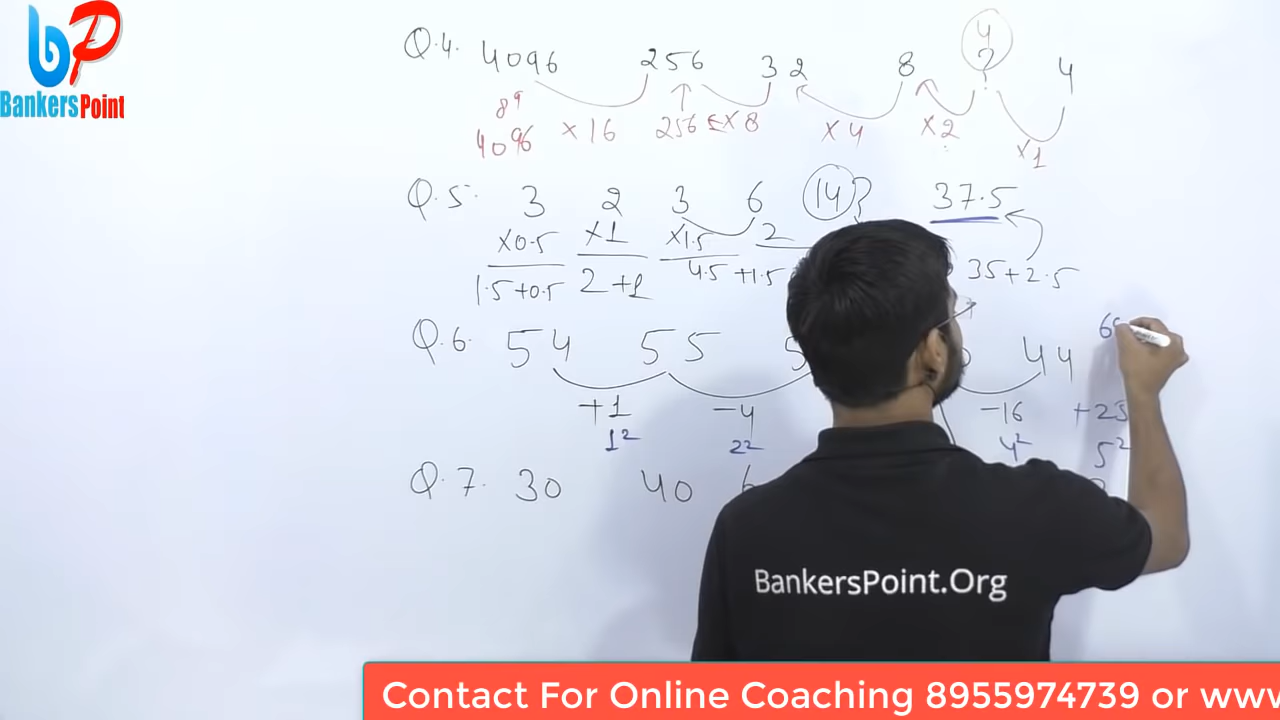 BP
BankersPoint
Q.4. 4096 256 32 8 4 4
?
89
4096 ×16 256 ×8 ×4 ×2 ×1
Q.5. 3 2 3 6 14 ? 37.5
×0.5 ×1 ×1.5 2
1.5+0.5 2+1 4.5+1.5 35+2.5
Q.6. 54 55 5 44 69
+1 -4 -16 +25
1² 2² 4² 5²
Q.7. 30 40 6
BankersPoint.Org
Contact For Online Coaching 8955974739 or www